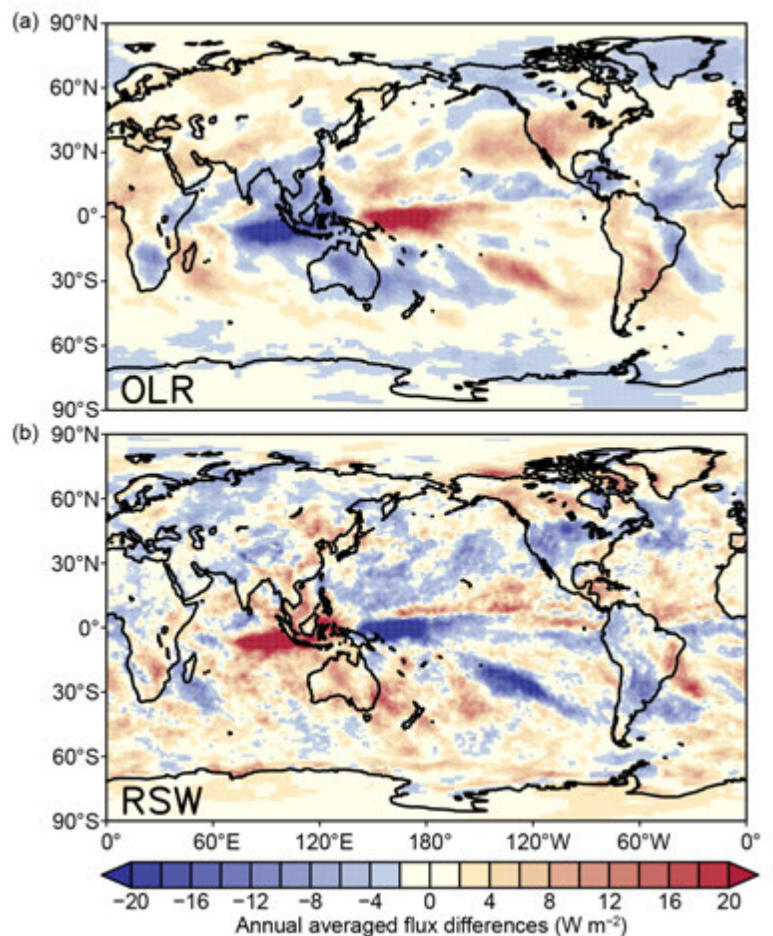 (a)
90°N
60°N
30°N
0°
30°S
60°S
90°S
OLR
(b)
90°N
60°N
30°N
0°
30°S
60°S
90°S
RSW
0° 60°E 120°E 180° 120°W 60°W 0°
−20 −16 −12 −8 −4 0 4 8 12 16 20
Annual averaged flux differences (W m⁻²)